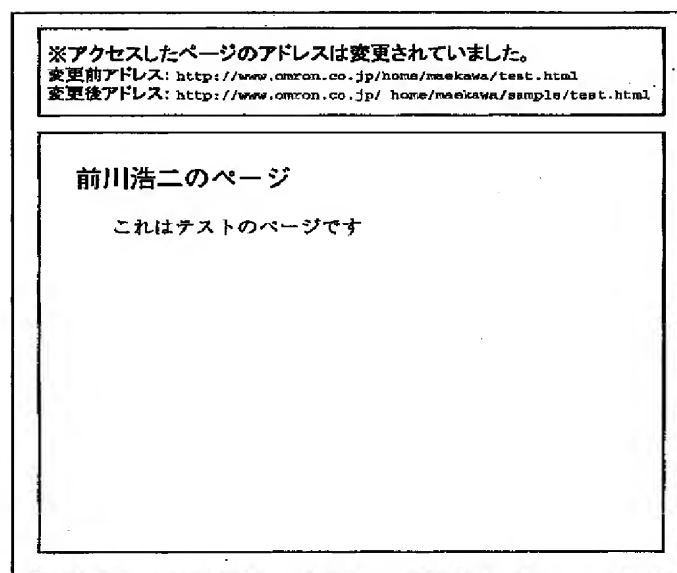 ※アクセスしたページのアドレスは変更されていました。
変更前アドレス: http://www.omron.co.jp/home/maekawa/test.html
変更後アドレス: http://www.omron.co.jp/ home/maekawa/sample/test.html
前川浩二のページ
これはテストのページです